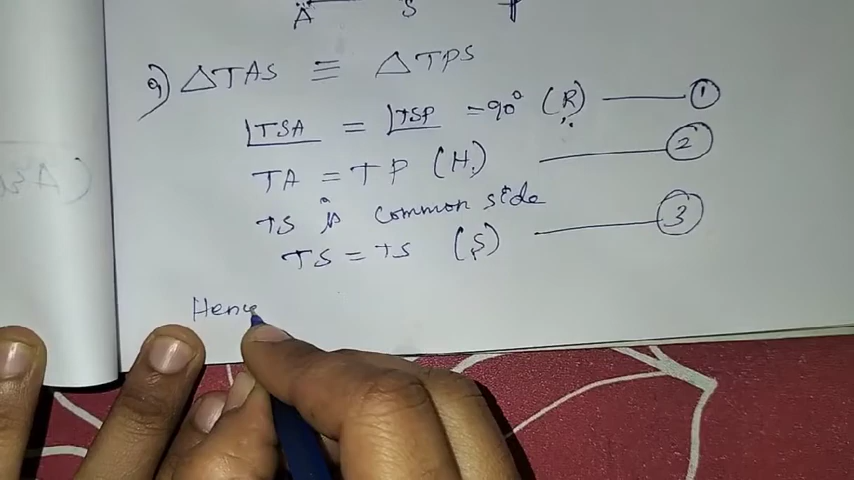 A S P
9) △TAS ≡ △TPS
∠TSA = ∠TSP = 90° (R) ——— ①
TA = TP (H) ——— ②
TS is common side
TS = TS (S) ——— ③
Hence